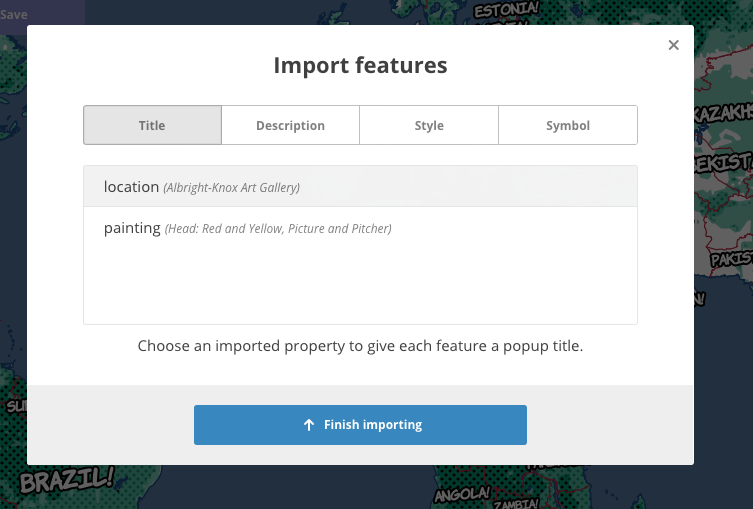 Save
ESTONIA!
×
Import features
Title Description Style Symbol
location (Albright-Knox Art Gallery)
painting (Head: Red and Yellow, Picture and Pitcher)
Choose an imported property to give each feature a popup title.
↑ Finish importing
BRAZIL!
ANGOLA!
ZAMBIA!